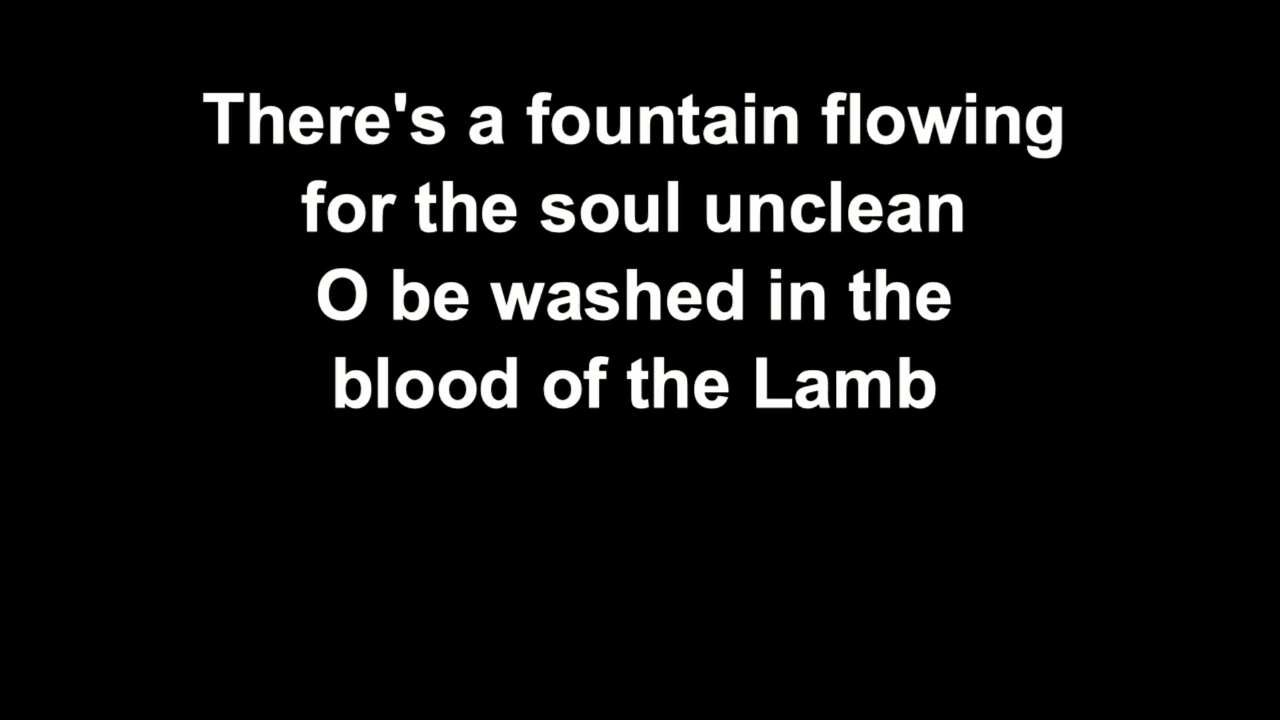 There's a fountain flowing
for the soul unclean
O be washed in the
blood of the Lamb